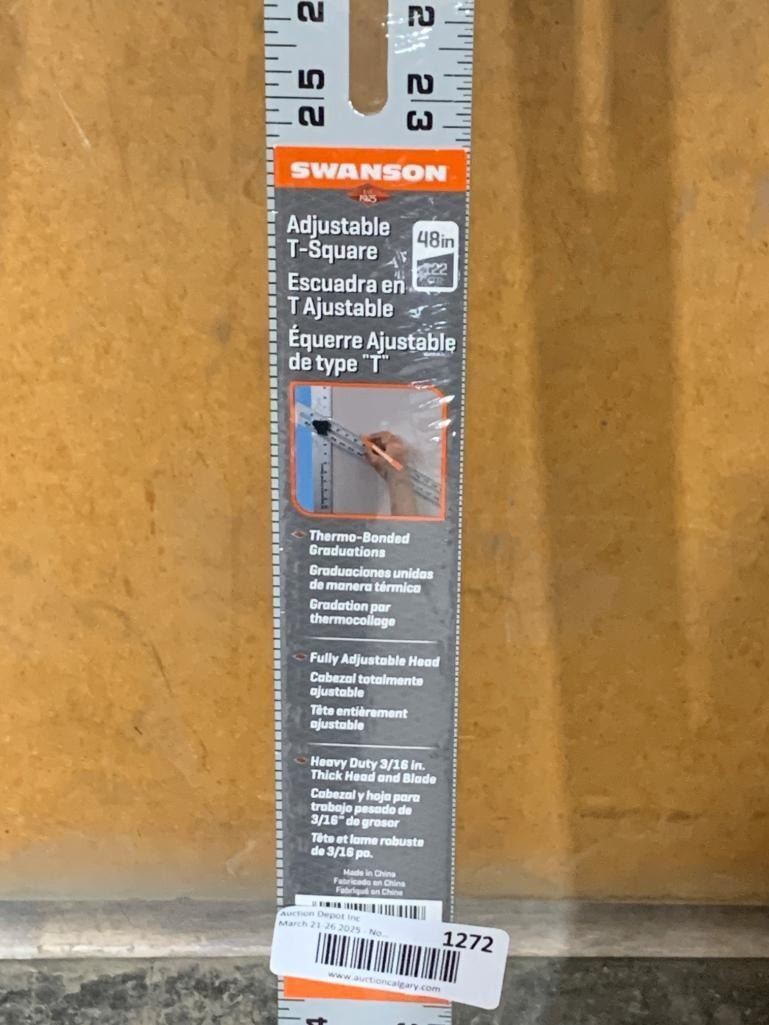 2 2
25 2
25 23
SWANSON
1925
Adjustable
T-Square
48in
122
Escuadra en
T Ajustable
Équerre Ajustable
de type "T"
Thermo-Bonded
Graduations
Graduaciones unidas
de manera térmica
Gradation par
thermocollage
Fully Adjustable Head
Cabezal totalmente
ajustable
Tête entièrement
ajustable
Heavy Duty 3/16 in.
Thick Head and Blade
Cabezal y hoja para
trabajo pesado de
3/16" de grosor
Tête et lame robuste
de 3/16 po.
Made in China
Fabricado en China
Fabriqué en Chine
Auction Depot Inc
March 21-26 2025 - No...
1272
www.auctioncalgary.com
4